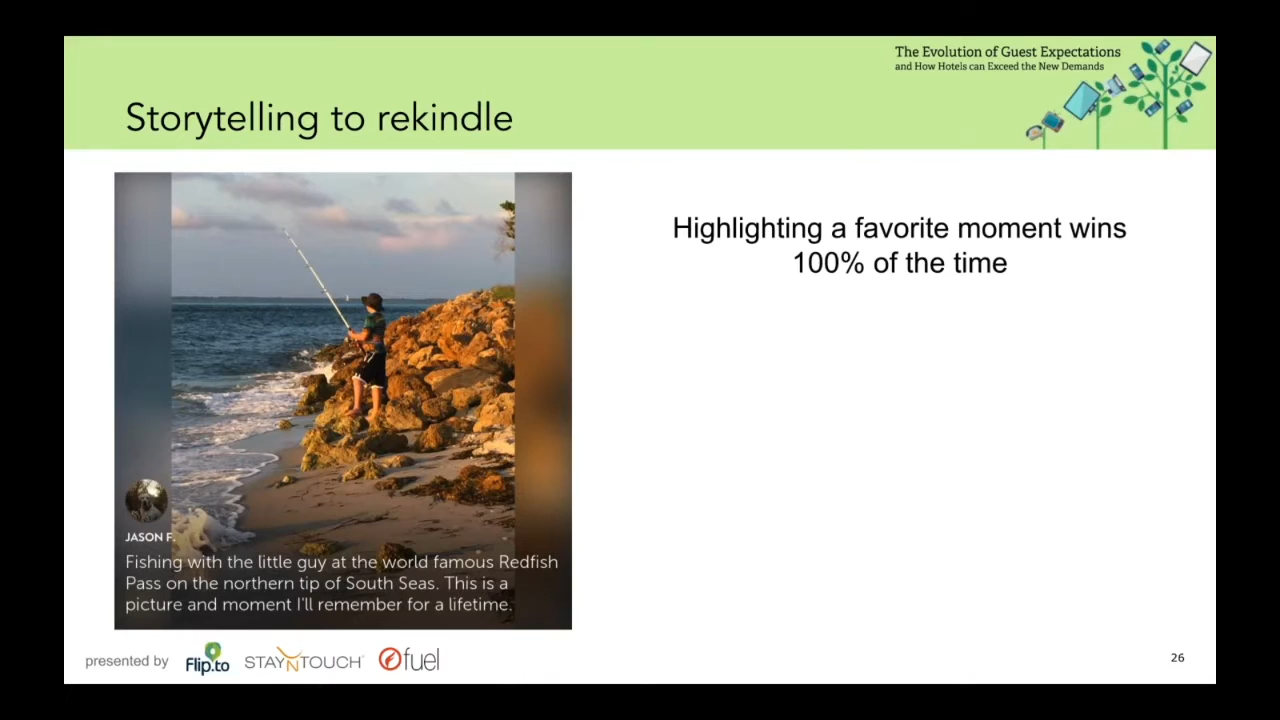 The Evolution of Guest Expectations
and How Hotels can Exceed the New Demands
Storytelling to rekindle
Highlighting a favorite moment wins
100% of the time
JASON F.
Fishing with the little guy at the world famous Redfish
Pass on the northern tip of South Seas. This is a
picture and moment I'll remember for a lifetime.
presented by Flip.to STAYNTOUCH fuel
26